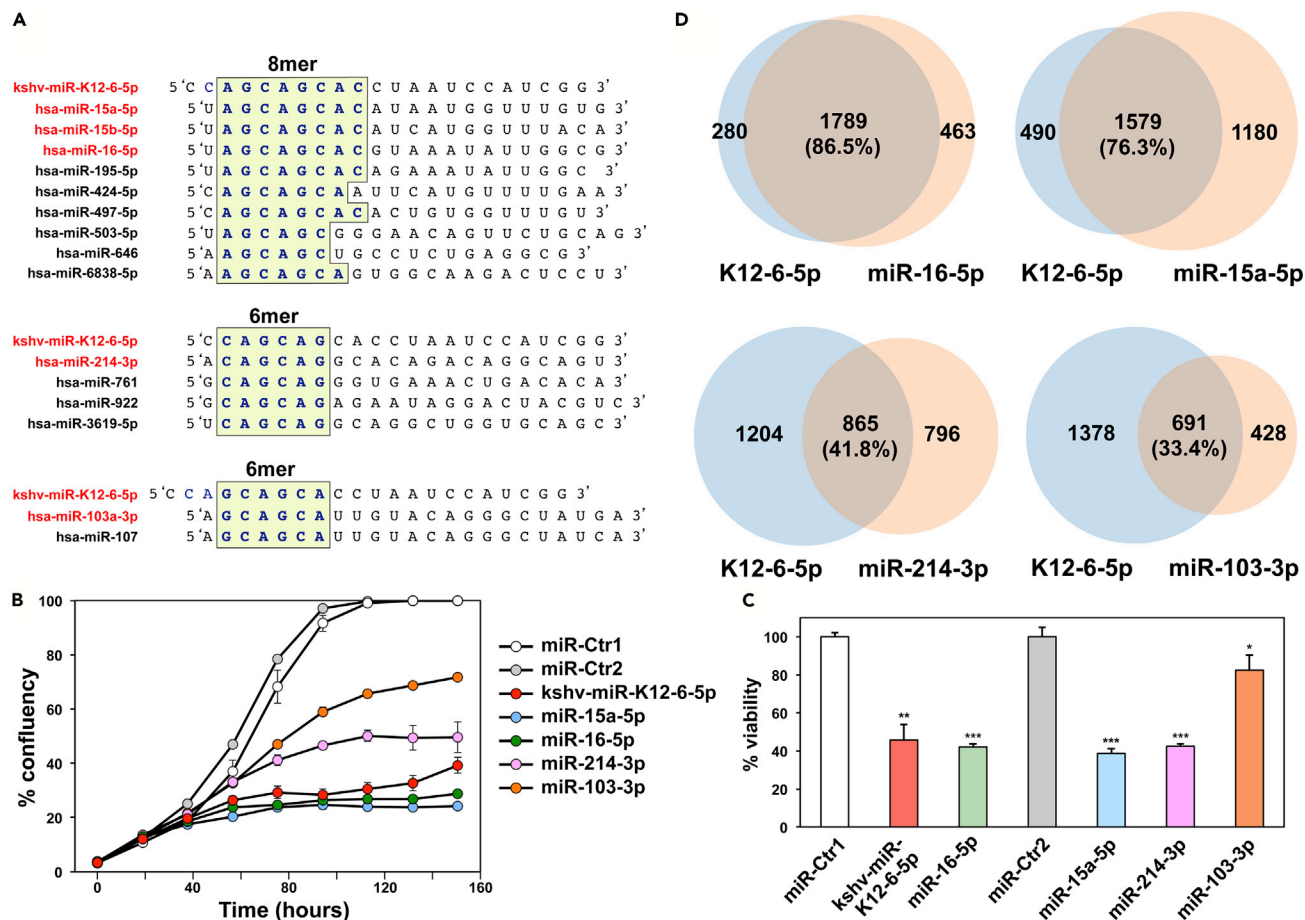 A
8mer
kshv-miR-K12-6-5p 5‘C C A G C A G C A C C U A A U C C A U C G G 3’
hsa-miR-15a-5p 5‘U A G C A G C A C A U A A U G G U U U G U G 3’
hsa-miR-15b-5p 5‘U A G C A G C A C A U C A U G G U U U A C A 3’
hsa-miR-16-5p 5‘U A G C A G C A C G U A A A U A U U G G C G 3’
hsa-miR-195-5p 5‘U A G C A G C A C A G A A A U A U U G G C 3’
hsa-miR-424-5p 5‘C A G C A G C A A U U C A U G U U U U G A A 3’
hsa-miR-497-5p 5‘C A G C A G C A C A C U G U G G U U U G U 3’
hsa-miR-503-5p 5‘U A G C A G C G G G A A C A G U U C U G C A G 3’
hsa-miR-646 5‘A A G C A G C U G C C U C U G A G G C G 3’
hsa-miR-6838-5p 5‘A A G C A G C A G U G G C A A G A C U C C U 3’
6mer
kshv-miR-K12-6-5p 5‘C C A G C A G C A C C U A A U C C A U C G G 3’
hsa-miR-214-3p 5‘A C A G C A G G C A C A G A C A G G C A G U 3’
hsa-miR-761 5‘G C A G C A G G G U G A A A C U G A C A C A 3’
hsa-miR-922 5‘G C A G C A G A G A A U A G G A C U A C G U C 3’
hsa-miR-3619-5p 5‘U C A G C A G G C A G G C U G G U G C A G C 3’
6mer
kshv-miR-K12-6-5p 5‘C C A G C A G C A C C U A A U C C A U C G G 3’
hsa-miR-103a-3p 5‘A G C A G C A U U G U A C A G G G C U A U G A 3’
hsa-miR-107 5‘A G C A G C A U U G U A C A G G G C U A U C A 3’
B
% confluency
100
80
60
40
20
0
0 40 80 120 160
Time (hours)
miR-Ctr1
miR-Ctr2
kshv-miR-K12-6-5p
miR-15a-5p
miR-16-5p
miR-214-3p
miR-103-3p
D
280 1789 (86.5%) 463
K12-6-5p miR-16-5p
490 1579 (76.3%) 1180
K12-6-5p miR-15a-5p
1204 865 (41.8%) 796
K12-6-5p miR-214-3p
1378 691 (33.4%) 428
K12-6-5p miR-103-3p
C
% viability
100
80
60
40
20
0
** *** *** *** *
miR-Ctr1
kshv-miR-
K12-6-5p
miR-16-5p
miR-Ctr2
miR-15a-5p
miR-214-3p
miR-103-3p